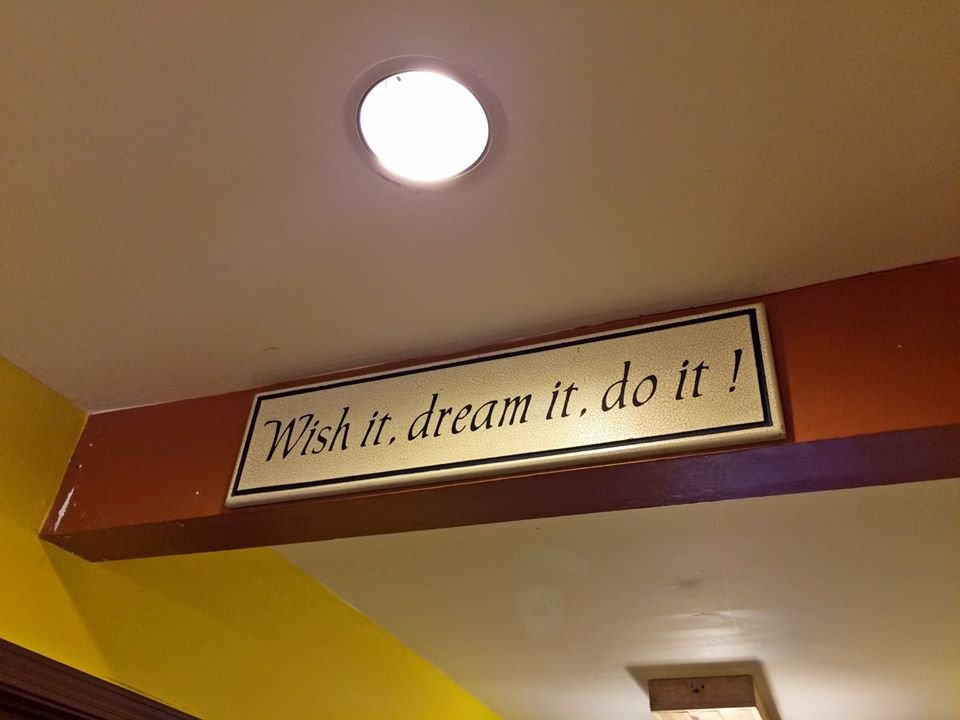 Wish it, dream it, do it !